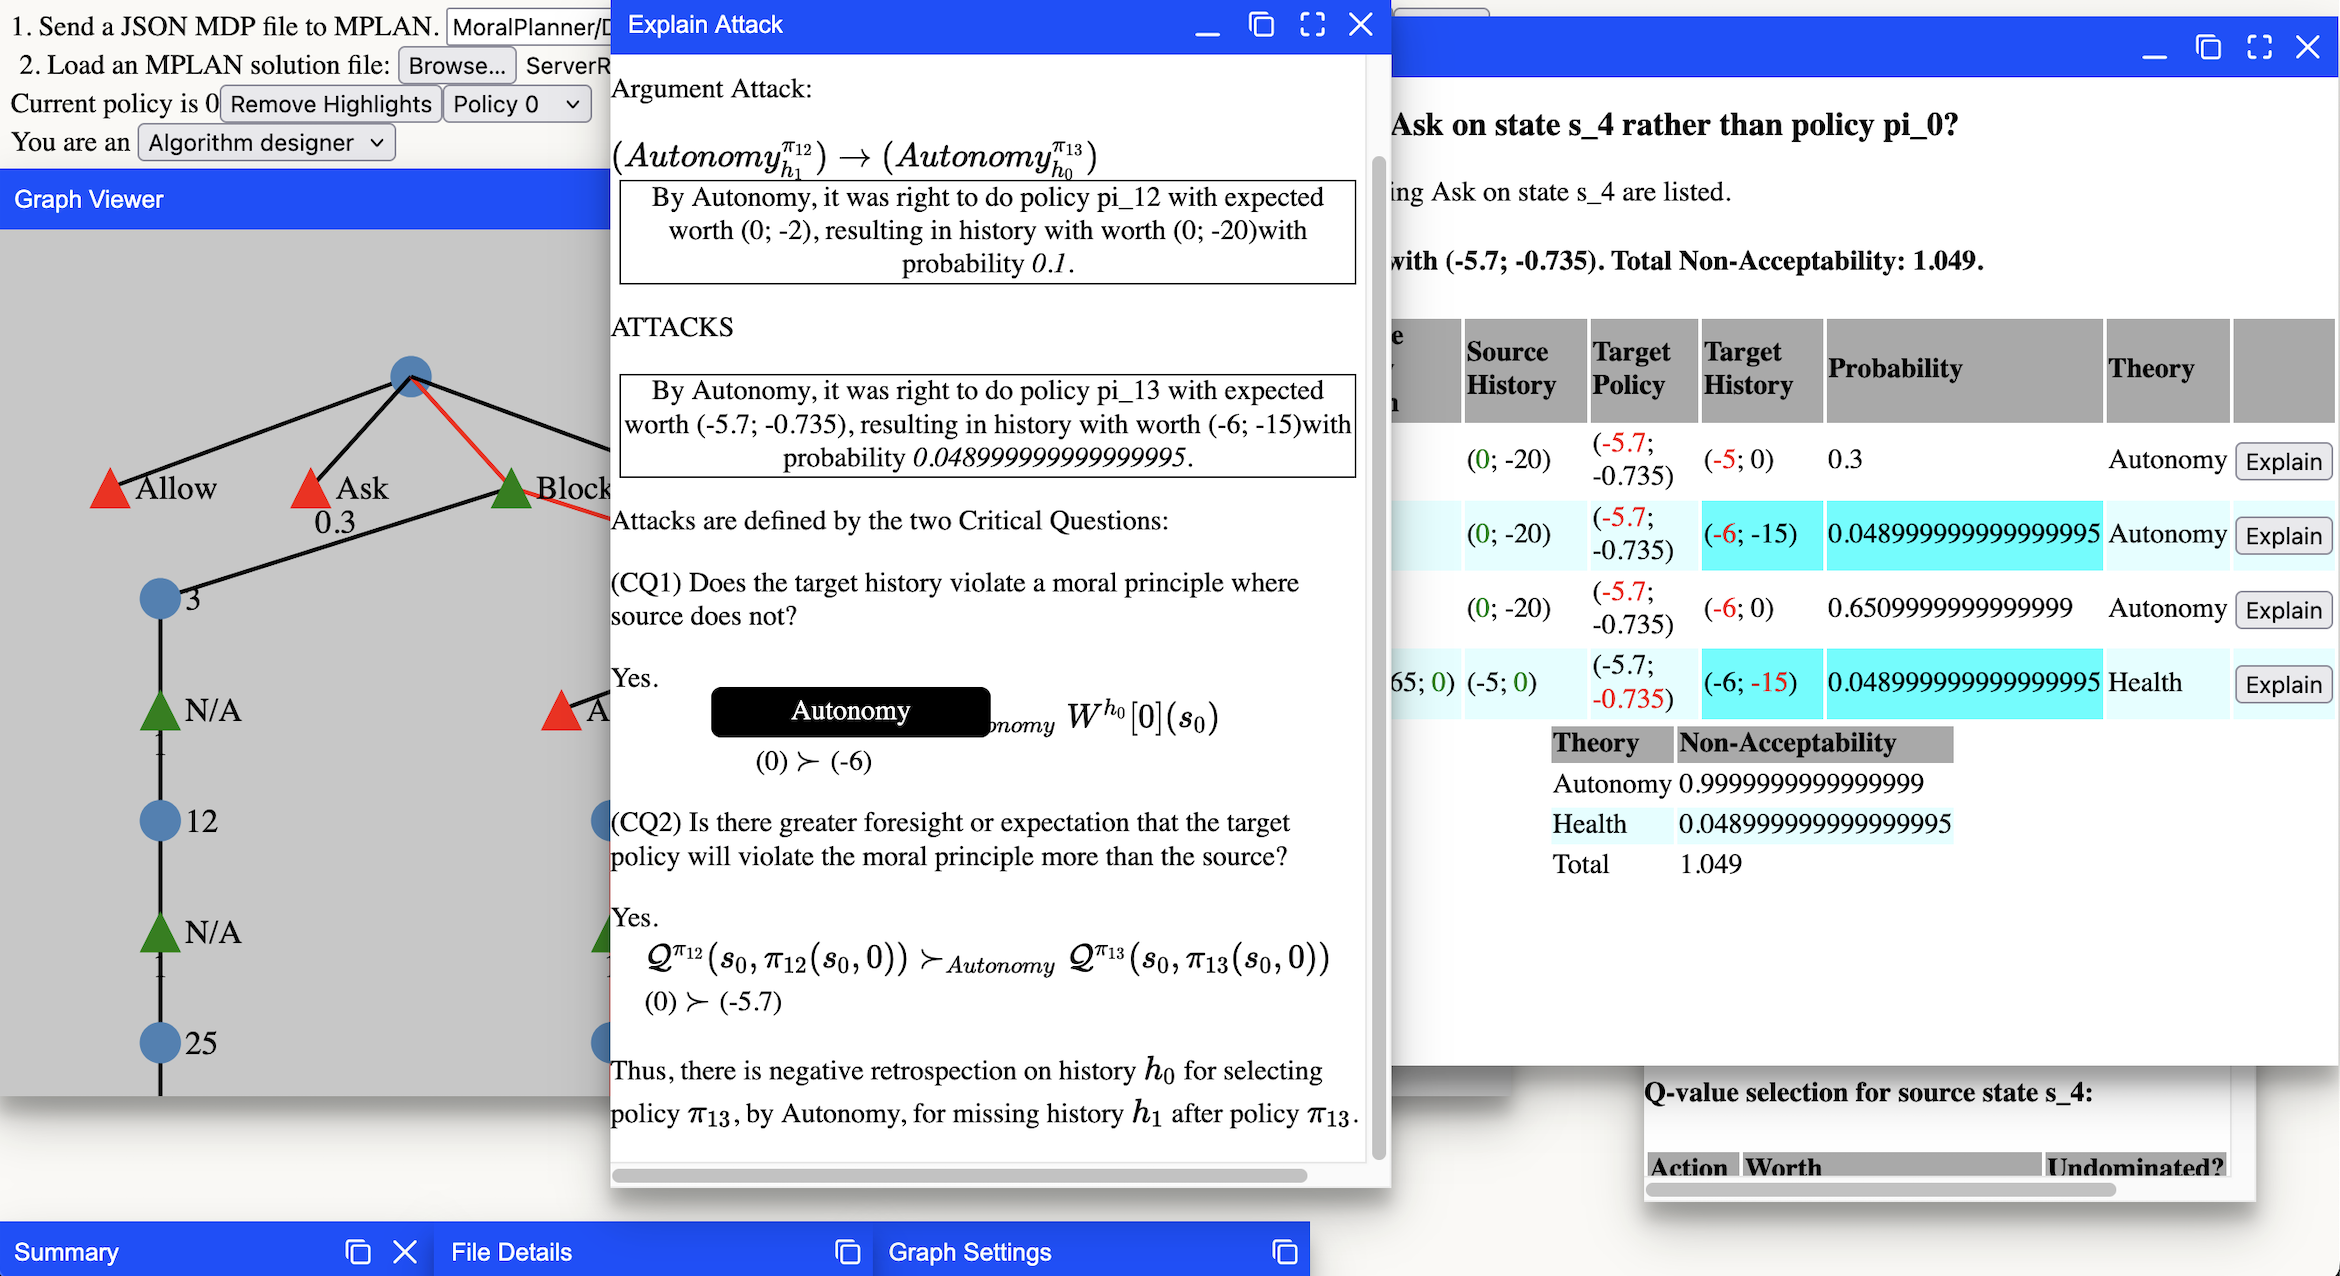 1. Send a JSON MDP file to MPLAN. MoralPlanner/D
2. Load an MPLAN solution file: Browse... ServerR
Current policy is 0 Remove Highlights Policy 0
You are an Algorithm designer
Graph Viewer
Allow
Ask
Block
0.3
3
N/A
1
12
N/A
1
25
A
1
Explain Attack
Argument Attack:
(Autonomy^{π_{12}}_{h_1}) → (Autonomy^{π_{13}}_{h_0})
By Autonomy, it was right to do policy pi_12 with expected
worth (0; -2), resulting in history with worth (0; -20)with
probability 0.1.
ATTACKS
By Autonomy, it was right to do policy pi_13 with expected
worth (-5.7; -0.735), resulting in history with worth (-6; -15)with
probability 0.048999999999999995.
Attacks are defined by the two Critical Questions:
(CQ1) Does the target history violate a moral principle where
source does not?
Yes.
Autonomy
onomy W^{h_0}[0](s_0)
(0) ≻ (-6)
(CQ2) Is there greater foresight or expectation that the target
policy will violate the moral principle more than the source?
Yes.
Q^{π_{12}}(s_0, π_{12}(s_0, 0)) ≻_{Autonomy} Q^{π_{13}}(s_0, π_{13}(s_0, 0))
(0) ≻ (-5.7)
Thus, there is negative retrospection on history h_0 for selecting
policy π_{13}, by Autonomy, for missing history h_1 after policy π_{13}.
Ask on state s_4 rather than policy pi_0?
ing Ask on state s_4 are listed.
with (-5.7; -0.735). Total Non-Acceptability: 1.049.
Source History Target Policy Target History Probability Theory
(0; -20) (-5.7; -0.735) (-5; 0) 0.3 Autonomy Explain
(0; -20) (-5.7; -0.735) (-6; -15) 0.048999999999999995 Autonomy Explain
(0; -20) (-5.7; -0.735) (-6; 0) 0.6509999999999999 Autonomy Explain
65; 0) (-5; 0) (-5.7; -0.735) (-6; -15) 0.048999999999999995 Health Explain
Theory Non-Acceptability
Autonomy 0.9999999999999999
Health 0.048999999999999995
Total 1.049
Q-value selection for source state s_4:
Action Worth Undominated?
Summary
File Details
Graph Settings